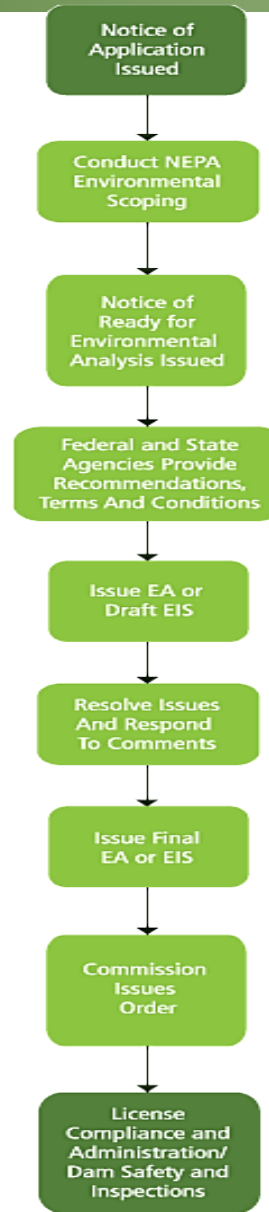 Notice of
Application
Issued
Conduct NEPA
Environmental
Scoping
Notice of
Ready for
Environmental
Analysis Issued
Federal and State
Agencies Provide
Recommendations,
Terms And Conditions
Issue EA or
Draft EIS
Resolve Issues
And Respond
To Comments
Issue Final
EA or EIS
Commission
Issues
Order
License
Compliance and
Administration/
Dam Safety and
Inspections